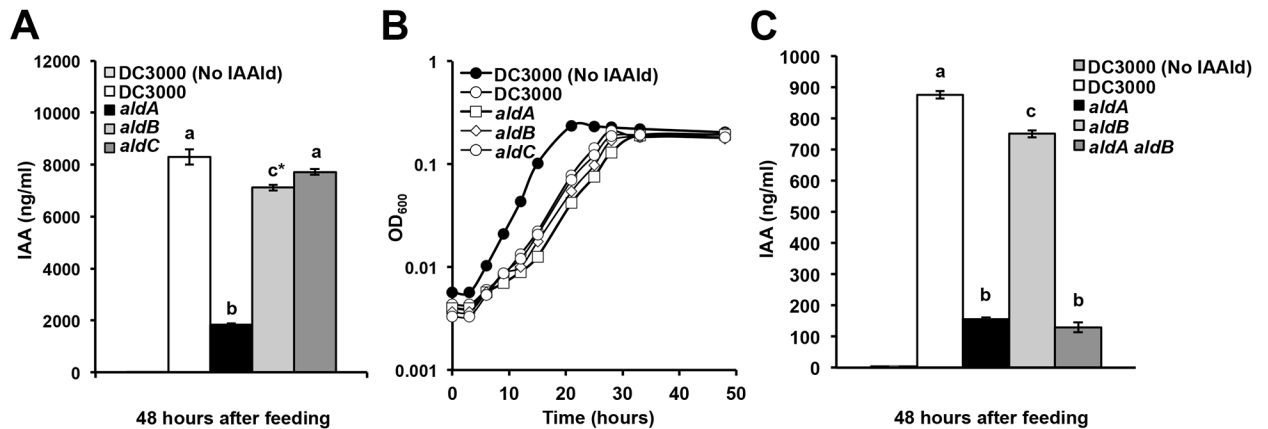 A
12000
10000
8000
6000
4000
2000
0
IAA (ng/ml)
DC3000 (No IAAld)
DC3000
aldA
aldB
aldC
a
b
c*
a
48 hours after feeding
B
1
0.1
0.01
0.001
OD600
DC3000 (No IAAld)
DC3000
aldA
aldB
aldC
0 10 20 30 40 50
Time (hours)
C
1000
900
800
700
600
500
400
300
200
100
0
IAA (ng/ml)
a
b
c
b
DC3000 (No IAAld)
DC3000
aldA
aldB
aldA aldB
48 hours after feeding